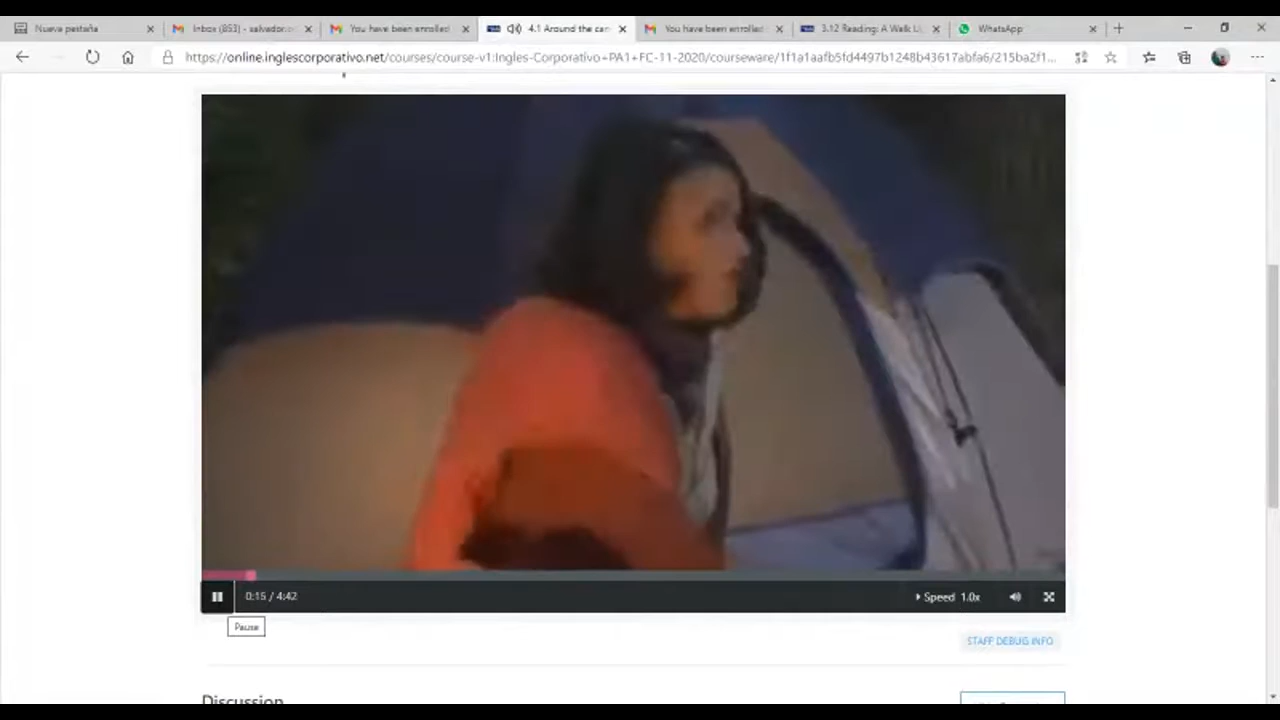 Nueva pestaña
Inbox (853) - salvador.
You have been enrolled
4.1 Around the ca
You have been enrolled
3.12 Reading: A Walk
WhatsApp
https://online.inglescorporativo.net/courses/course-v1:Ingles-Corporativo+PA1+FC-11-2020/courseware/1f1a1aafb5fd4497b1248b43617abfa6/215ba2f1...
0:15 / 4:42
Speed 1.0x
Pause
STAFF DEBUG INFO
Discussion